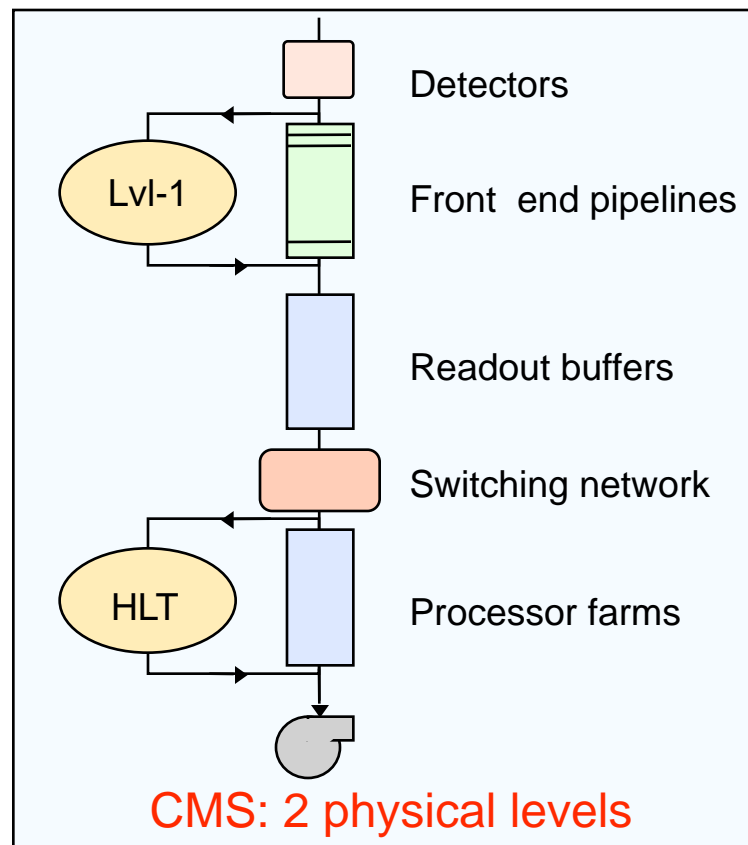 Detectors
Lvl-1
Front end pipelines
Readout buffers
Switching network
HLT
Processor farms
CMS: 2 physical levels